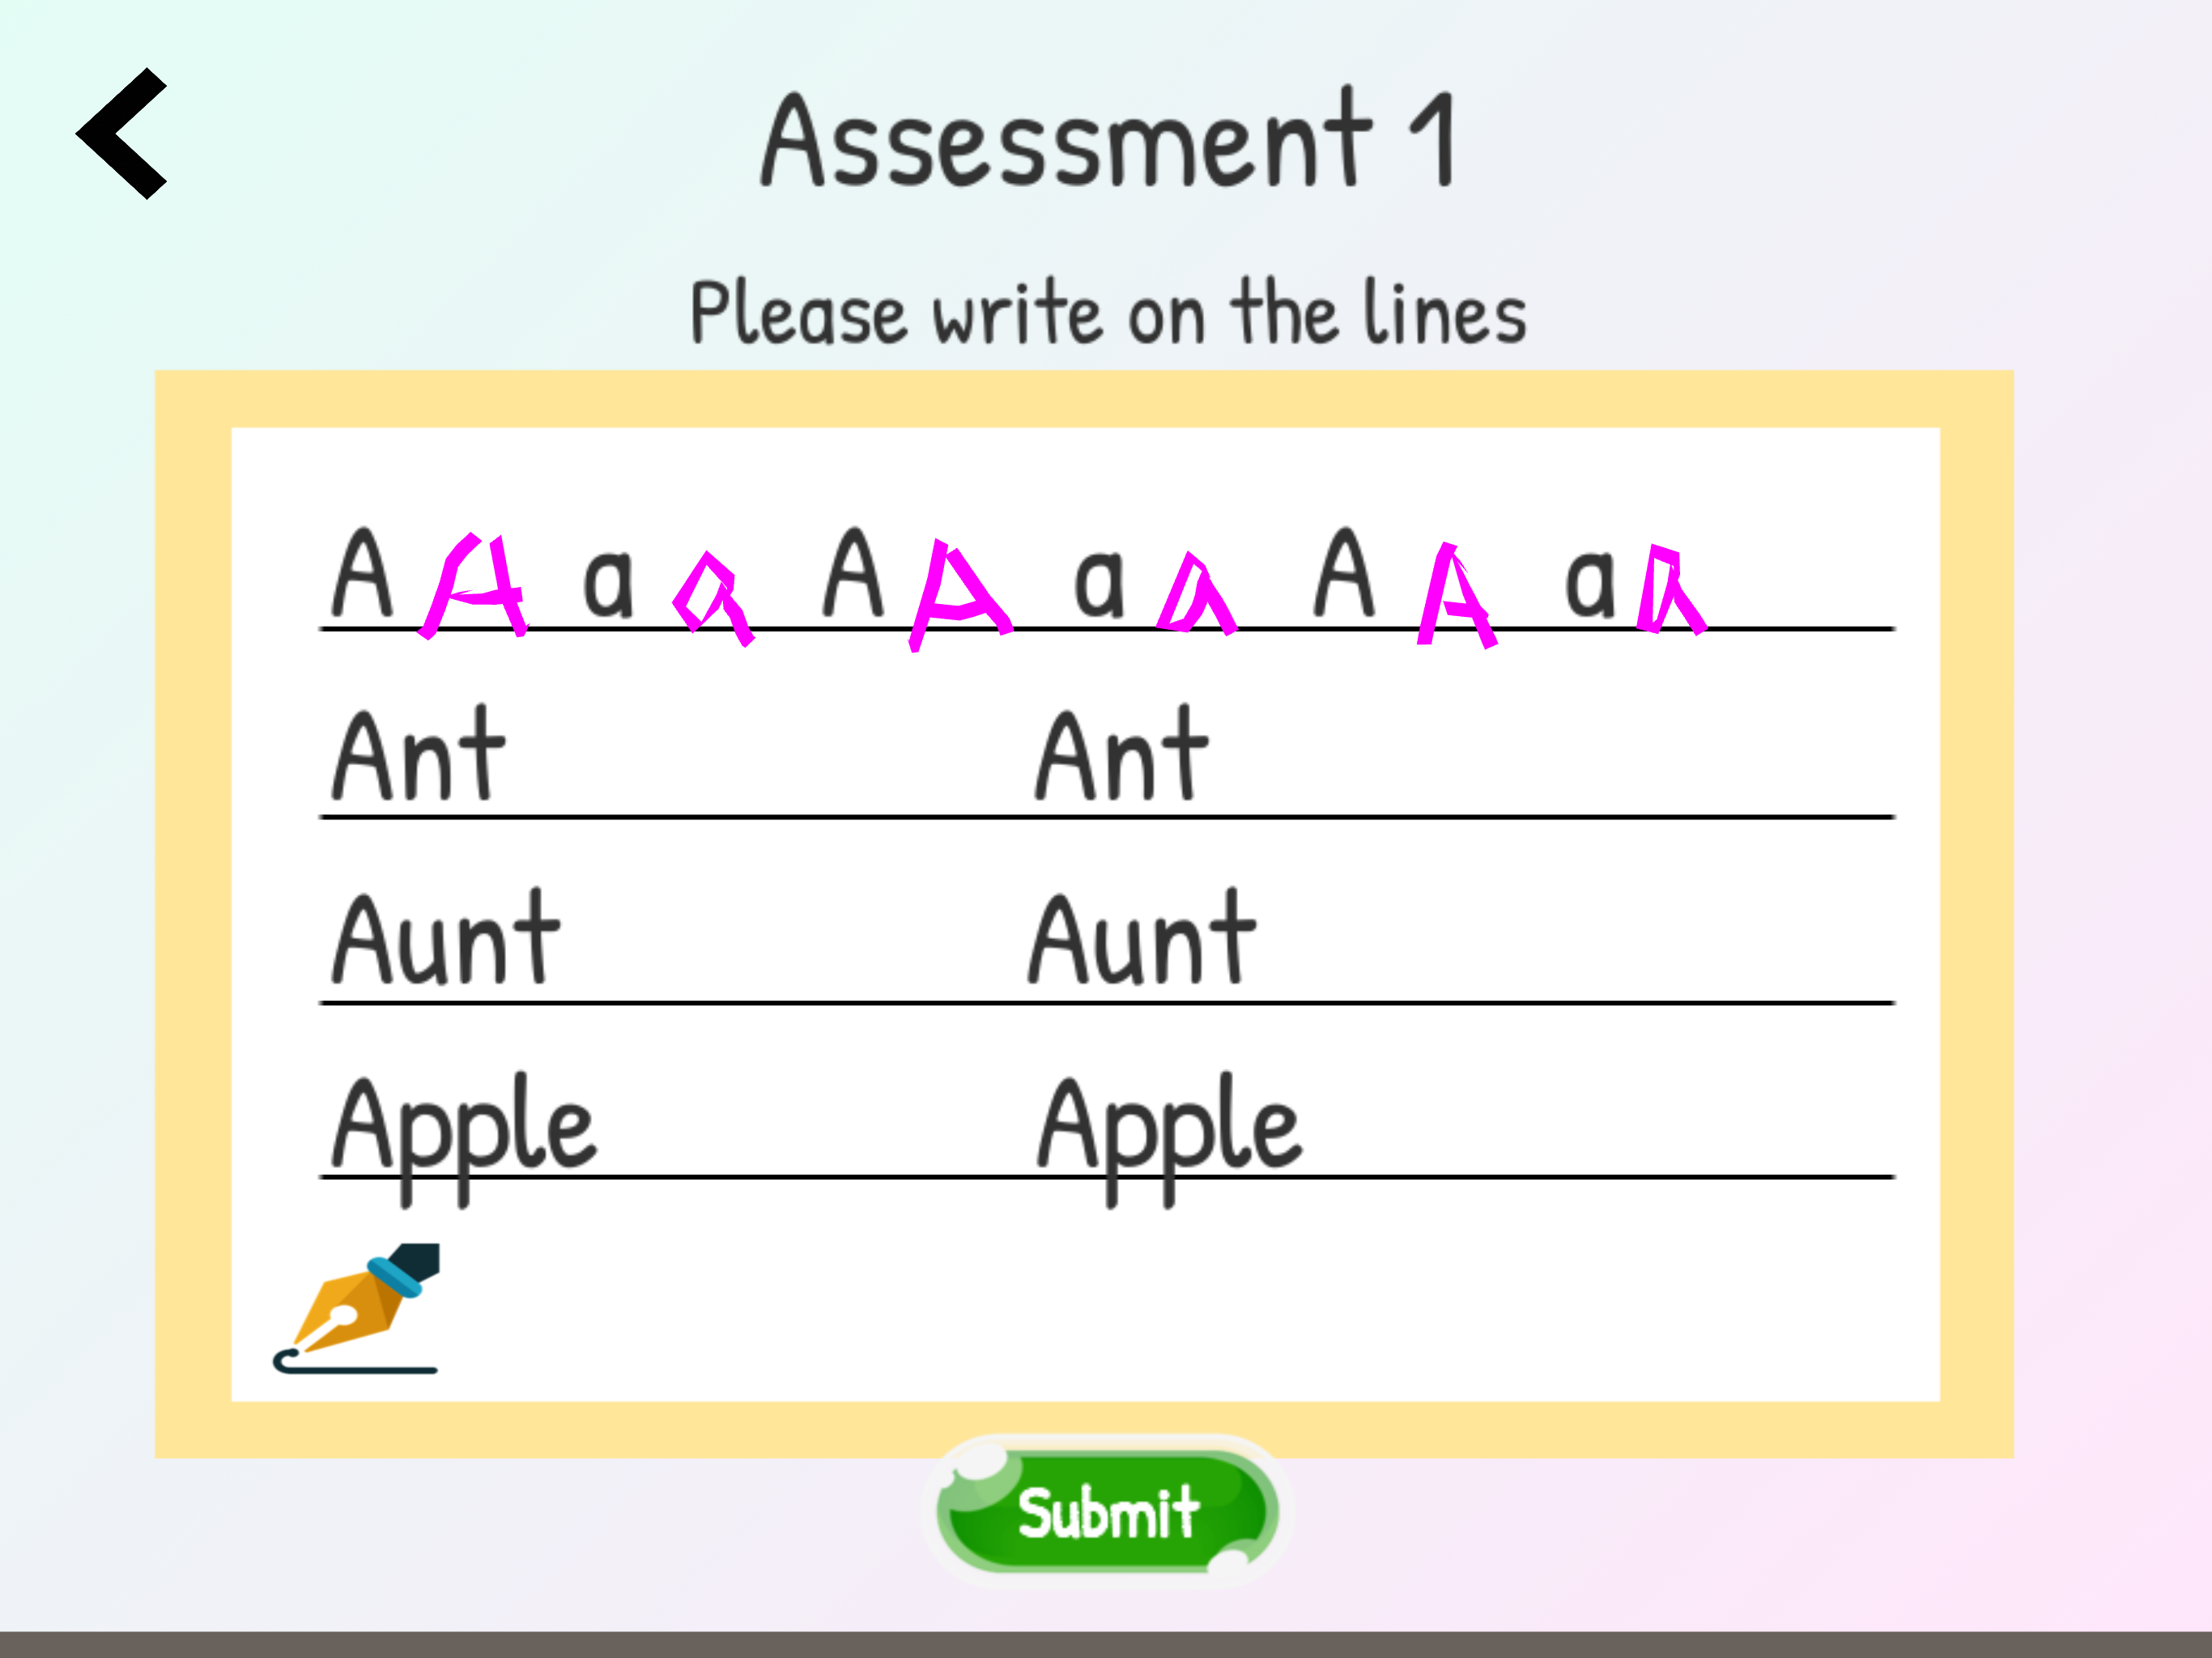 Assessment 1
Please write on the lines
A A a a A A a a A A a a
Ant Ant
Aunt Aunt
Apple Apple
Submit